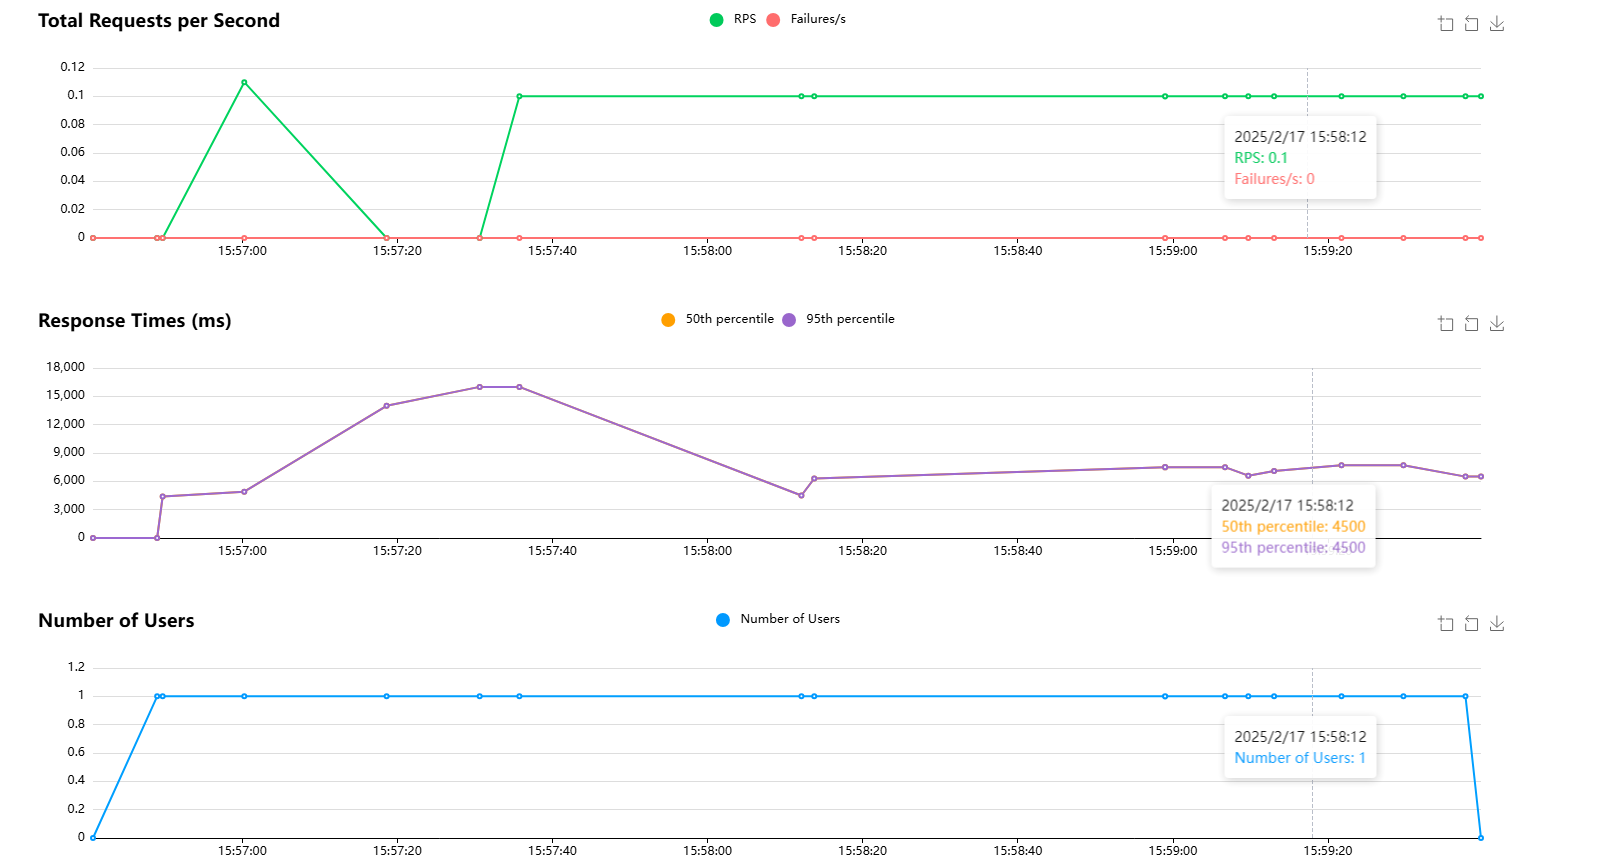 Total Requests per Second
RPS Failures/s
0.12
0.1
0.08
0.06
0.04
0.02
0
2025/2/17 15:58:12
RPS: 0.1
Failures/s: 0
15:57:00 15:57:20 15:57:40 15:58:00 15:58:20 15:58:40 15:59:00 15:59:20
Response Times (ms)
50th percentile 95th percentile
18,000
15,000
12,000
9,000
6,000
3,000
0
2025/2/17 15:58:12
50th percentile: 4500
95th percentile: 4500
15:57:00 15:57:20 15:57:40 15:58:00 15:58:20 15:58:40 15:59:00
Number of Users
Number of Users
1.2
1
0.8
0.6
0.4
0.2
0
2025/2/17 15:58:12
Number of Users: 1
15:57:00 15:57:20 15:57:40 15:58:00 15:58:20 15:58:40 15:59:00 15:59:20